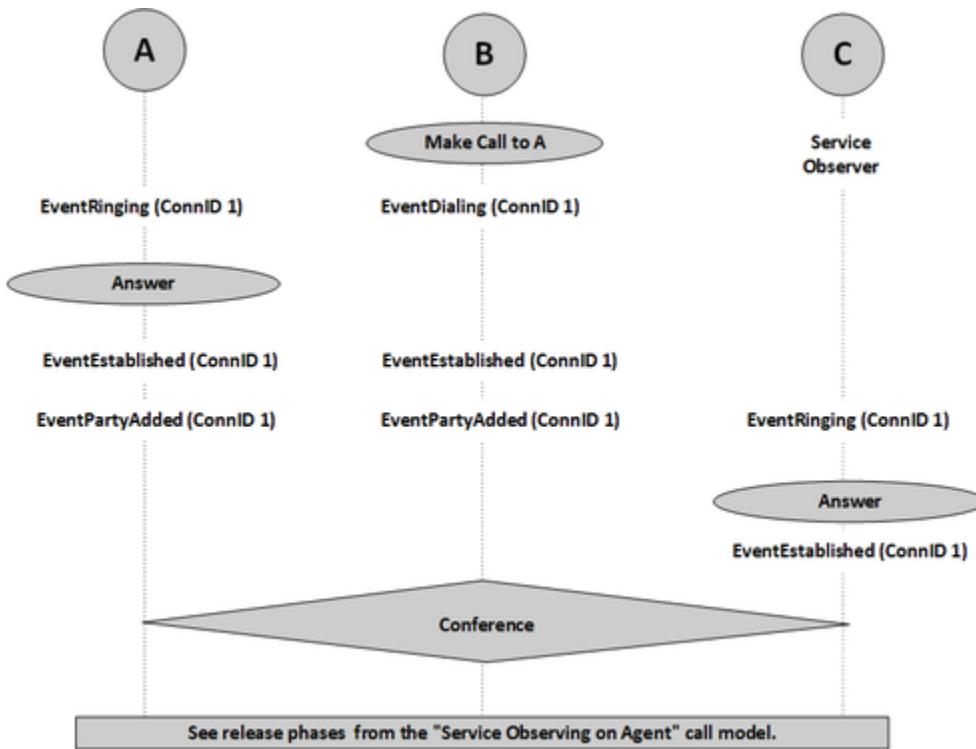 A
B
C
Make Call to A
Service
Observer
EventRinging (ConnID 1)
EventDialing (ConnID 1)
Answer
EventEstablished (ConnID 1)
EventEstablished (ConnID 1)
EventPartyAdded (ConnID 1)
EventPartyAdded (ConnID 1)
EventRinging (ConnID 1)
Answer
EventEstablished (ConnID 1)
Conference
See release phases from the "Service Observing on Agent" call model.